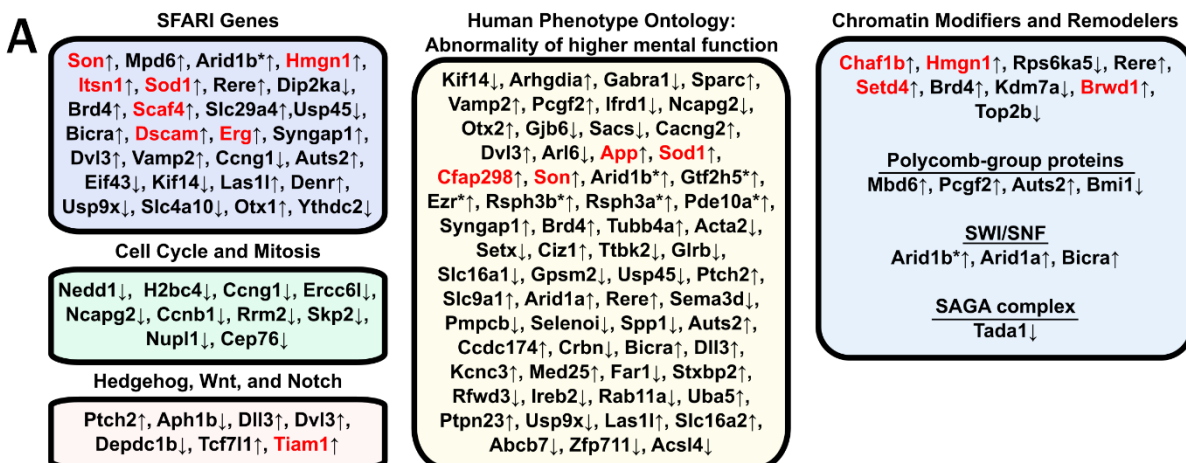 A
SFARI Genes
Son↑, Mpd6↑, Arid1b*↑, Hmgn1↑,
Itsn1↑, Sod1↑, Rere↑, Dip2ka↓,
Brd4↑, Scaf4↑, Slc29a4↑,Usp45↓,
Bicra↑, Dscam↑, Erg↑, Syngap1↑,
Dvl3↑, Vamp2↑, Ccng1↓, Auts2↑,
Eif43↓, Kif14↓, Las1l↑, Denr↑,
Usp9x↓, Slc4a10↓, Otx1↑, Ythdc2↓
Cell Cycle and Mitosis
Nedd1↓, H2bc4↓, Ccng1↓, Ercc6l↓,
Ncapg2↓, Ccnb1↓, Rrm2↓, Skp2↓,
Nupl1↓, Cep76↓
Hedgehog, Wnt, and Notch
Ptch2↑, Aph1b↓, Dll3↑, Dvl3↑,
Depdc1b↓, Tcf7l1↑, Tiam1↑
Human Phenotype Ontology:
Abnormality of higher mental function
Kif14↓, Arhgdia↑, Gabra1↓, Sparc↑,
Vamp2↑, Pcgf2↑, Ifrd1↓, Ncapg2↓,
Otx2↑, Gjb6↓, Sacs↓, Cacng2↑,
Dvl3↑, Arl6↓, App↑, Sod1↑,
Cfap298↑, Son↑, Arid1b*↑, Gtf2h5*↑,
Ezr*↑, Rsph3b*↑, Rsph3a*↑, Pde10a*↑,
Syngap1↑, Brd4↑, Tubb4a↑, Acta2↓,
Setx↓, Ciz1↑, Ttbk2↓, Glrb↓,
Slc16a1↓, Gpsm2↓, Usp45↓, Ptch2↑,
Slc9a1↑, Arid1a↑, Rere↑, Sema3d↓,
Pmpcb↓, Selenoi↓, Spp1↓, Auts2↑,
Ccdc174↑, Crbn↓, Bicra↑, Dll3↑,
Kcnc3↑, Med25↑, Far1↓, Stxbp2↑,
Rfwd3↓, Ireb2↓, Rab11a↓, Uba5↑,
Ptpn23↑, Usp9x↓, Las1l↑, Slc16a2↑,
Abcb7↓, Zfp711↓, Acsl4↓
Chromatin Modifiers and Remodelers
Chaf1b↑, Hmgn1↑, Rps6ka5↓, Rere↑,
Setd4↑, Brd4↑, Kdm7a↓, Brwd1↑,
Top2b↓
Polycomb-group proteins
Mbd6↑, Pcgf2↑, Auts2↑, Bmi1↓
SWI/SNF
Arid1b*↑, Arid1a↑, Bicra↑
SAGA complex
Tada1↓